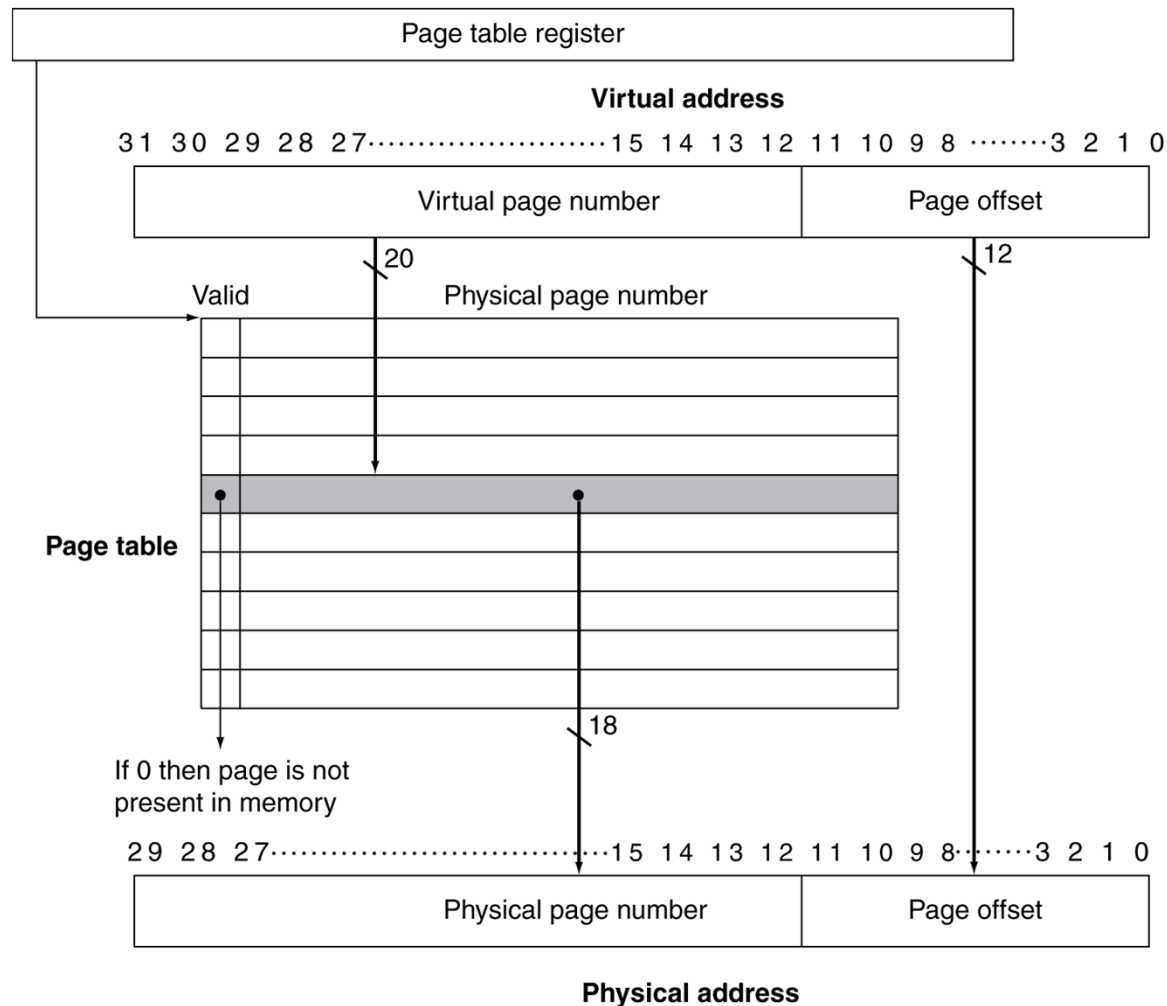 Page table register
Virtual address
31 30 29 28 27························15 14 13 12 11 10 9 8 ········3 2 1 0
Virtual page number Page offset
20 12
Valid Physical page number
Page table
18
If 0 then page is not
present in memory
29 28 27···································15 14 13 12 11 10 9 8········3 2 1 0
Physical page number Page offset
Physical address